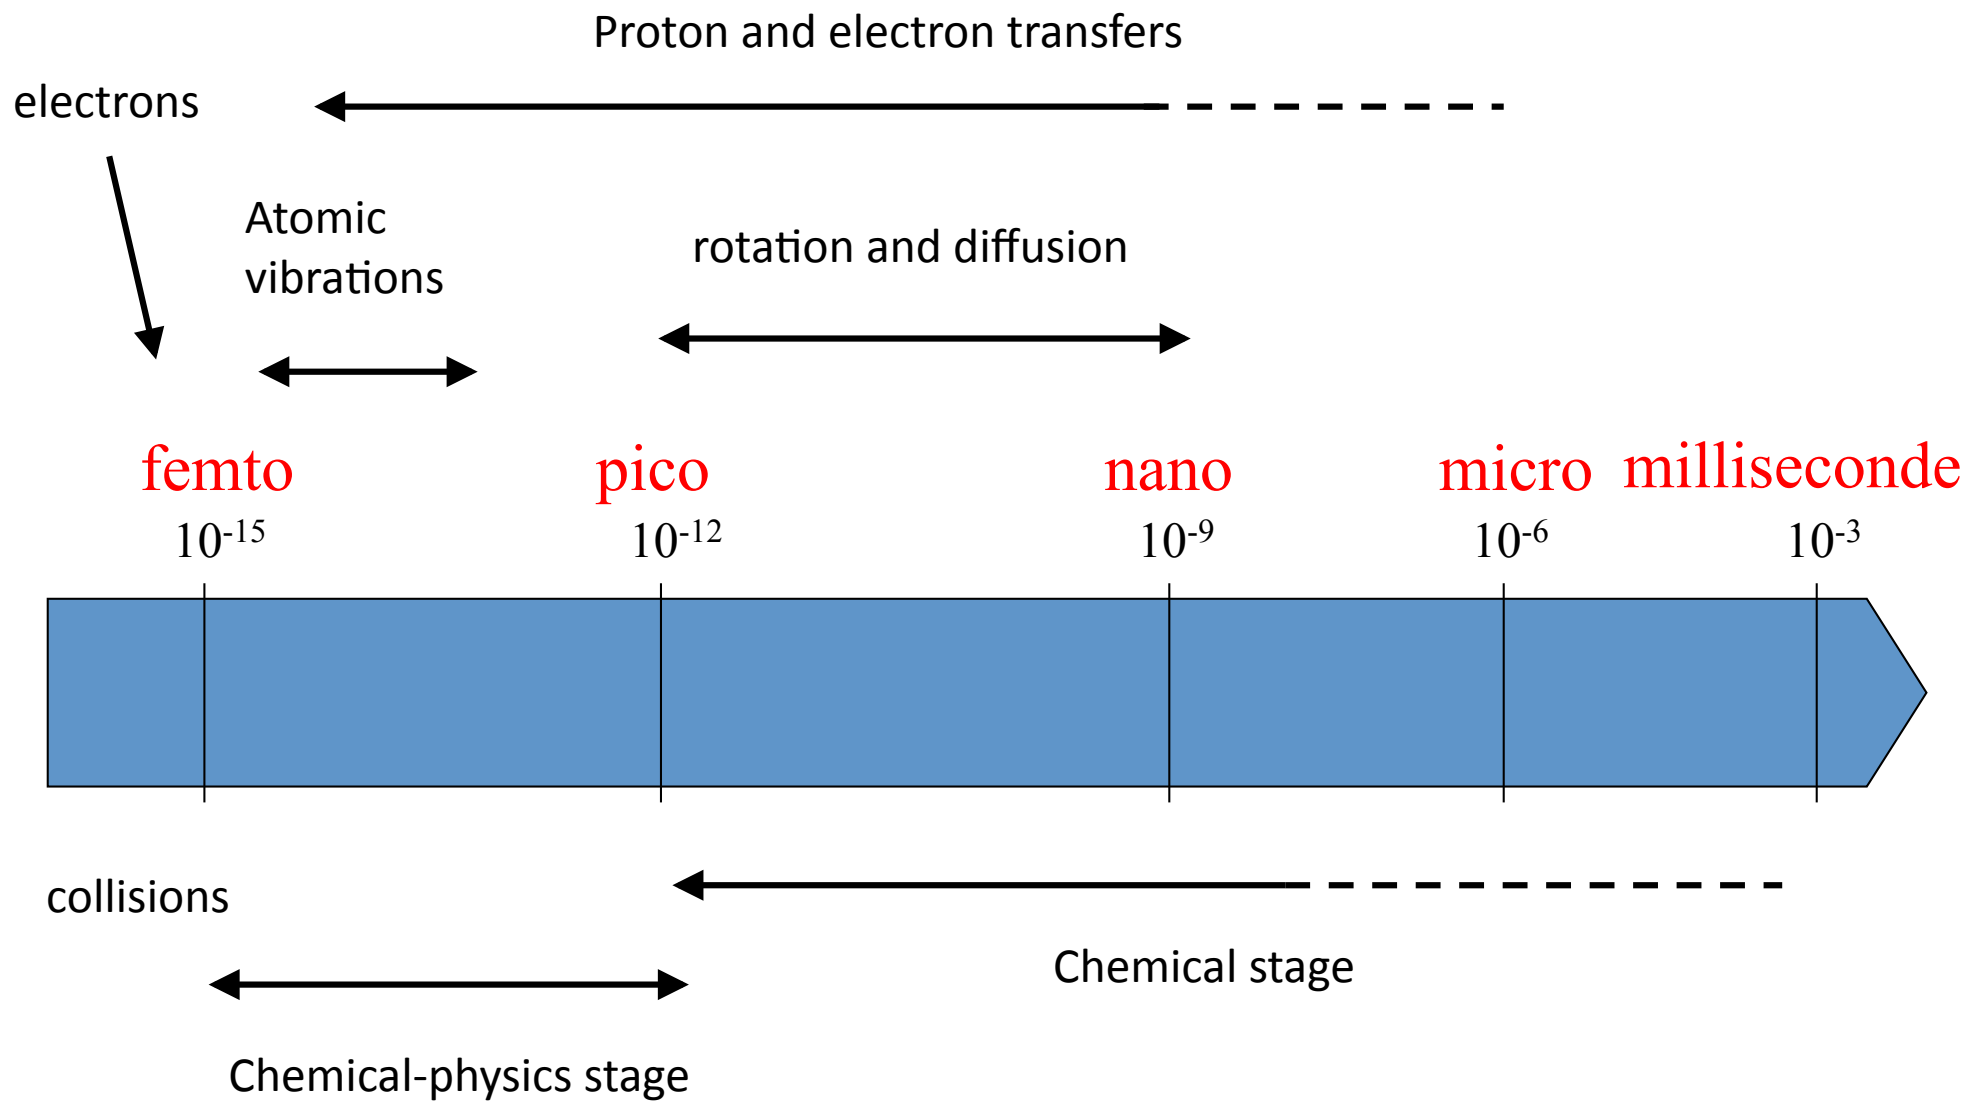 Proton and electron transfers
electrons
Atomic
vibrations
rotation and diffusion
femto
pico
nano
micro
milliseconde
10-15
10-12
10-9
10-6
10-3
collisions
Chemical stage
Chemical-physics stage